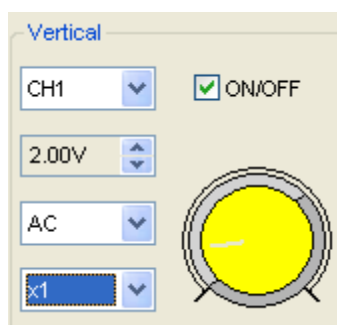 Vertical
CH1
ON/OFF
2.00V
AC
x1